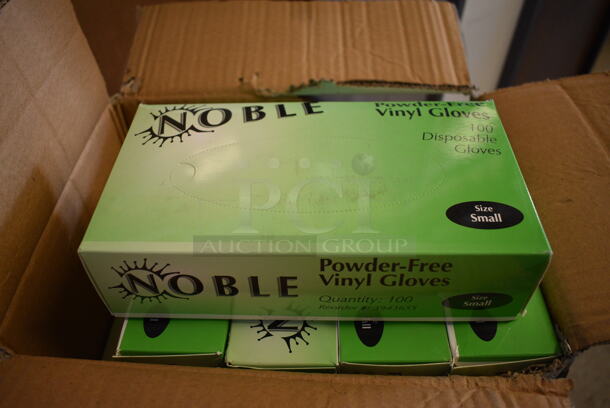 NOBLE
Powder-Free
Vinyl Gloves
100
Disposable
Gloves
Size
Small
PCI
AUCTION GROUP
NOBLE
Powder-Free
Vinyl Gloves
Quantity: 100
Size
Small